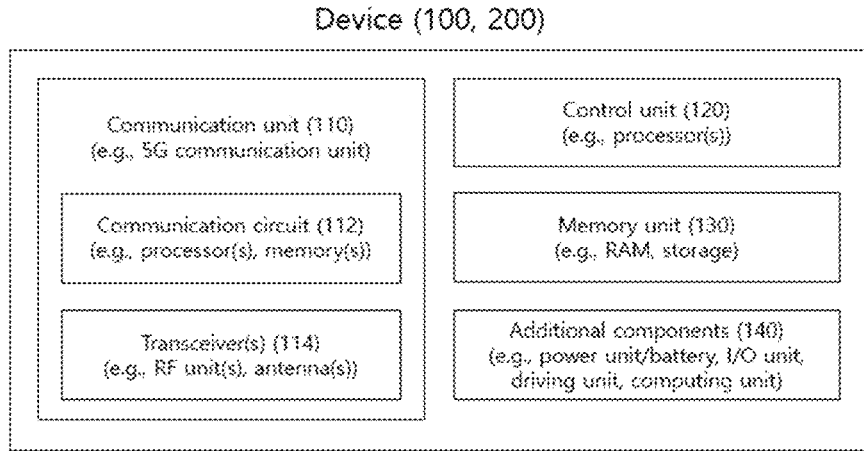 Device (100, 200)
Communication unit (110)
(e.g., 5G communication unit)
Communication circuit (112)
(e.g., processor(s), memory(s))
Transceiver(s) (114)
(e.g., RF unit(s), antenna(s))
Control unit (120)
(e.g., processor(s))
Memory unit (130)
(e.g., RAM, storage)
Additional components (140)
(e.g., power unit/battery, I/O unit,
driving unit, computing unit)